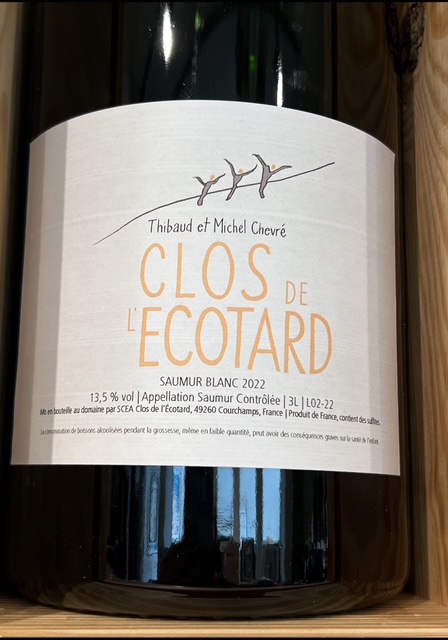 Thibaud et Michel Chevré
CLOS DE
L'ECOTARD
SAUMUR BLANC 2022
13,5 % vol | Appellation Saumur Contrôlée | 3L | L02-22
Mis en bouteille au domaine par SCEA Clos de l'Écotard, 49260 Courchamps, France | Produit de France, contient des sulfites.
La consommation de boissons alcoolisées pendant la grossesse, même en faible quantité, peut avoir des conséquences graves sur la santé de l'enfant.